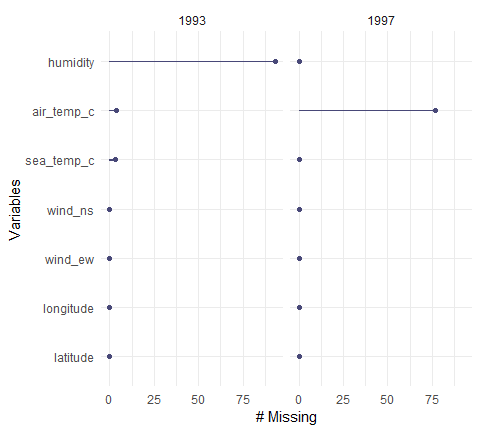 1993 1997
humidity
air_temp_c
sea_temp_c
wind_ns
wind_ew
longitude
latitude
Variables
0 25 50 75 0 25 50 75
# Missing